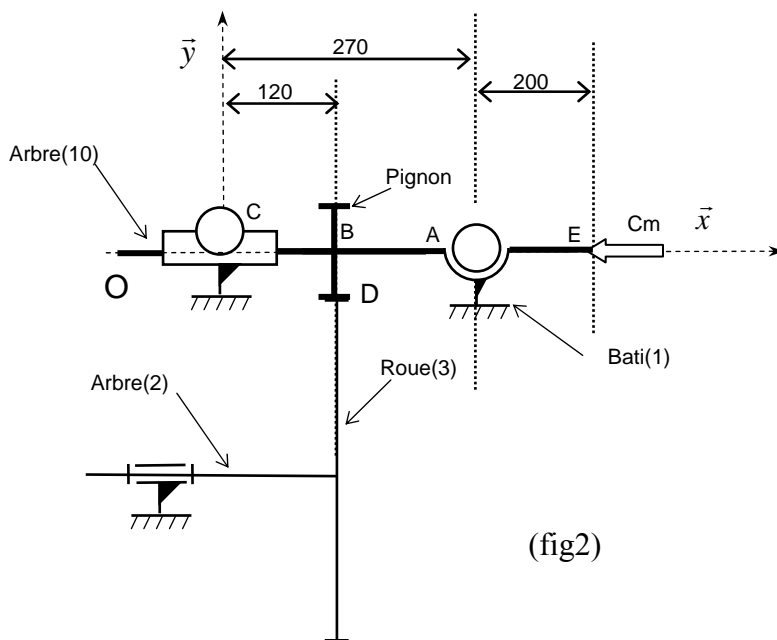 y⃗
270
120
200
Arbre(10)
Pignon
C
B
A
E
Cm
x⃗
O
D
Bati(1)
Roue(3)
Arbre(2)
(fig2)